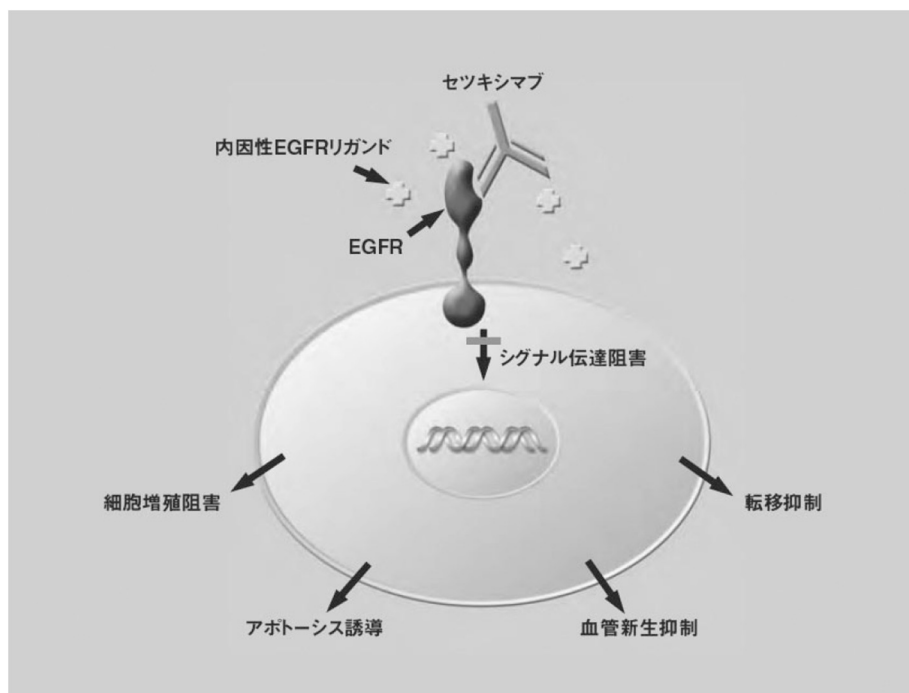 セツキシマブ
内因性EGFRリガンド
EGFR
シグナル伝達阻害
細胞増殖阻害
転移抑制
アポトーシス誘導
血管新生抑制